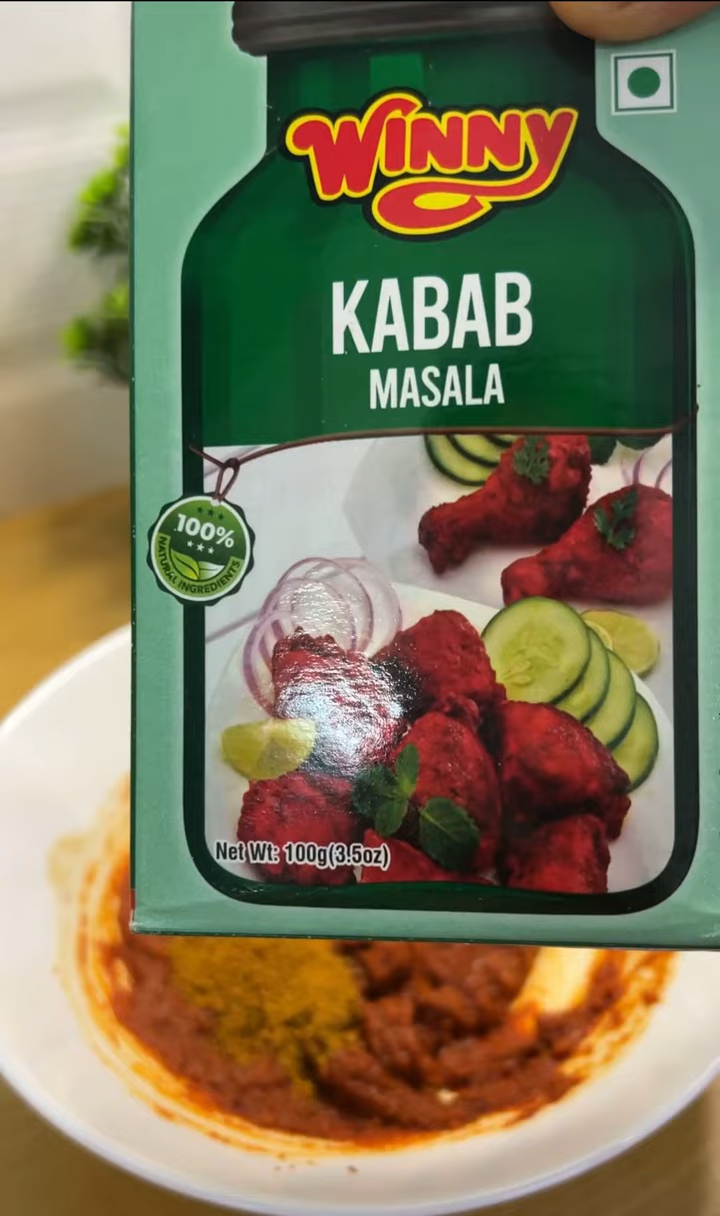 WINNY
KABAB
MASALA
100%
NATURAL INGREDIENTS
Net Wt: 100g(3.5oz)